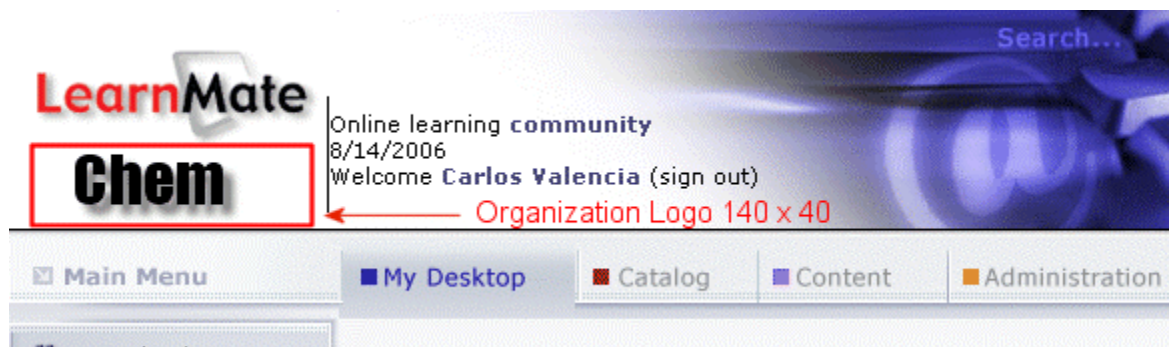 Search...
LearnMate
Online learning community
8/14/2006
Chem
Welcome Carlos Valencia (sign out)
Organization Logo 140 x 40
Main Menu
My Desktop
Catalog
Content
Administration